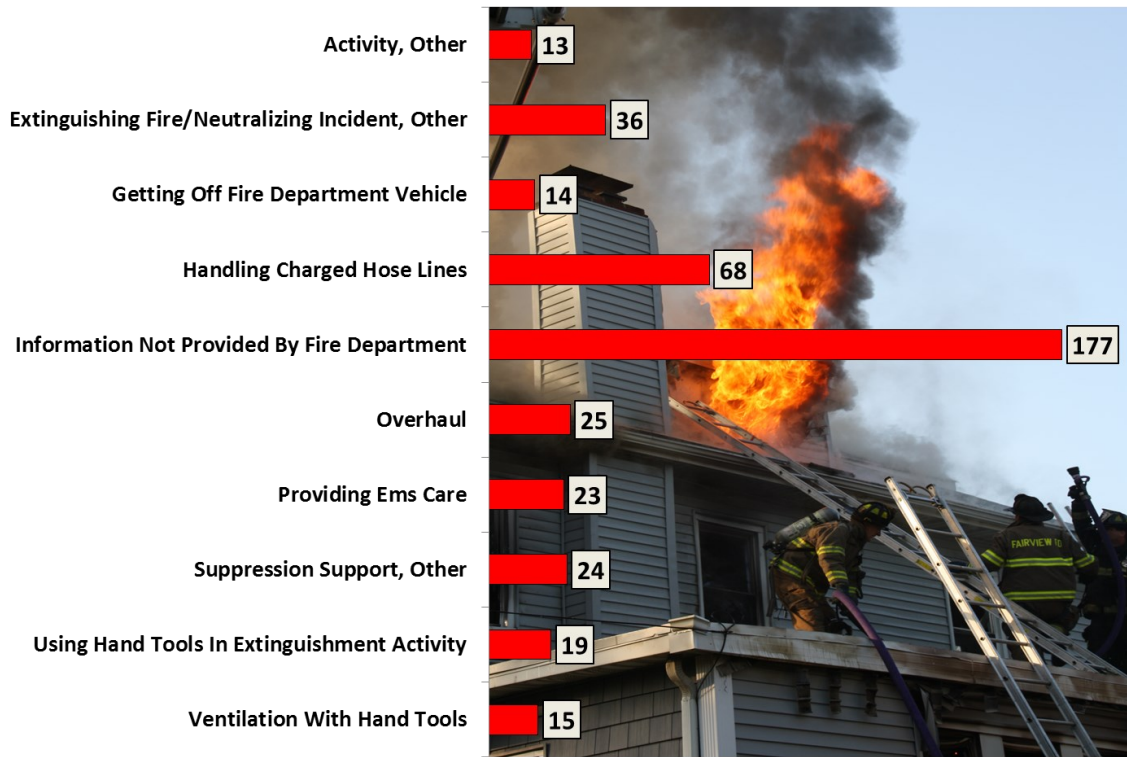 Activity, Other 13
Extinguishing Fire/Neutralizing Incident, Other 36
Getting Off Fire Department Vehicle 14
Handling Charged Hose Lines 68
Information Not Provided By Fire Department 177
Overhaul 25
Providing Ems Care 23
Suppression Support, Other 24
FAIRVIEW F.D.
Using Hand Tools In Extinguishment Activity 19
Ventilation With Hand Tools 15